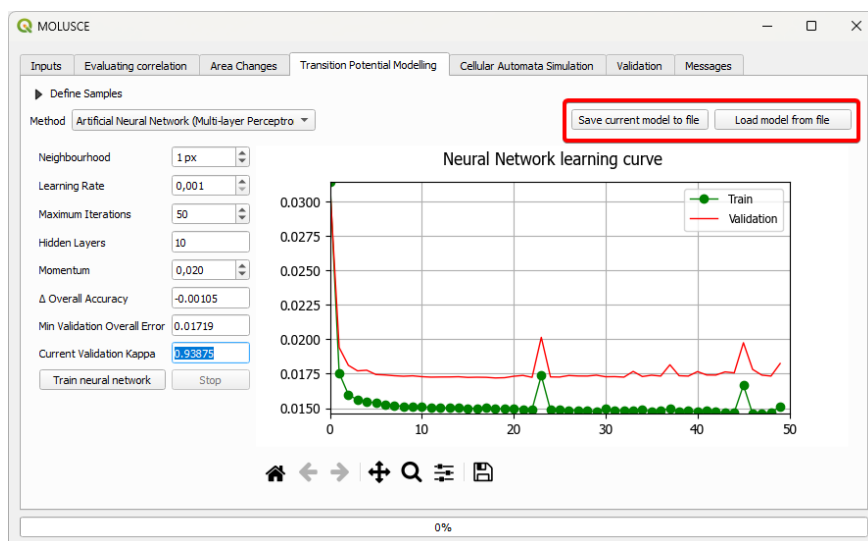 MOLUSCE
Inputs
Evaluating correlation
Area Changes
Transition Potential Modelling
Cellular Automata Simulation
Validation
Messages
Define Samples
Method
Artificial Neural Network (Multi-layer Perceptro
Save current model to file
Load model from file
Neighbourhood
1 px
Learning Rate
0,001
Maximum Iterations
50
Hidden Layers
10
Momentum
0,020
Δ Overall Accuracy
-0.00105
Min Validation Overall Error
0.01719
Current Validation Kappa
0.93875
Train neural network
Stop
Neural Network learning curve
Train
Validation
0.0300
0.0275
0.0250
0.0225
0.0200
0.0175
0.0150
0
10
20
30
40
50
0%